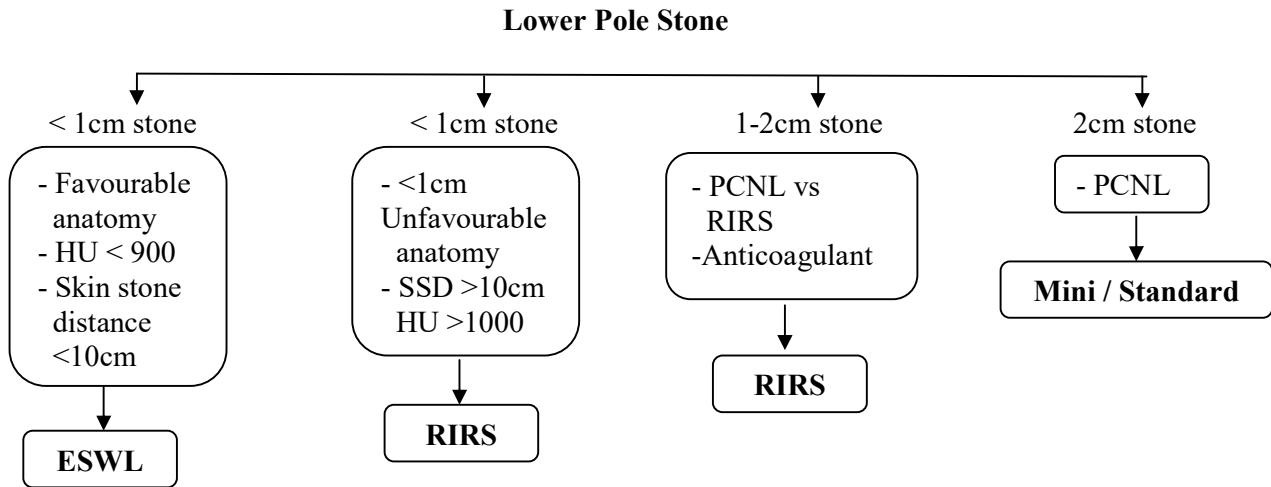 Lower Pole Stone
< 1cm stone
- Favourable
anatomy
- HU < 900
- Skin stone
distance
<10cm
ESWL
< 1cm stone
- <1cm
Unfavourable
anatomy
- SSD >10cm
HU >1000
RIRS
1-2cm stone
- PCNL vs
RIRS
-Anticoagulant
RIRS
2cm stone
- PCNL
Mini / Standard